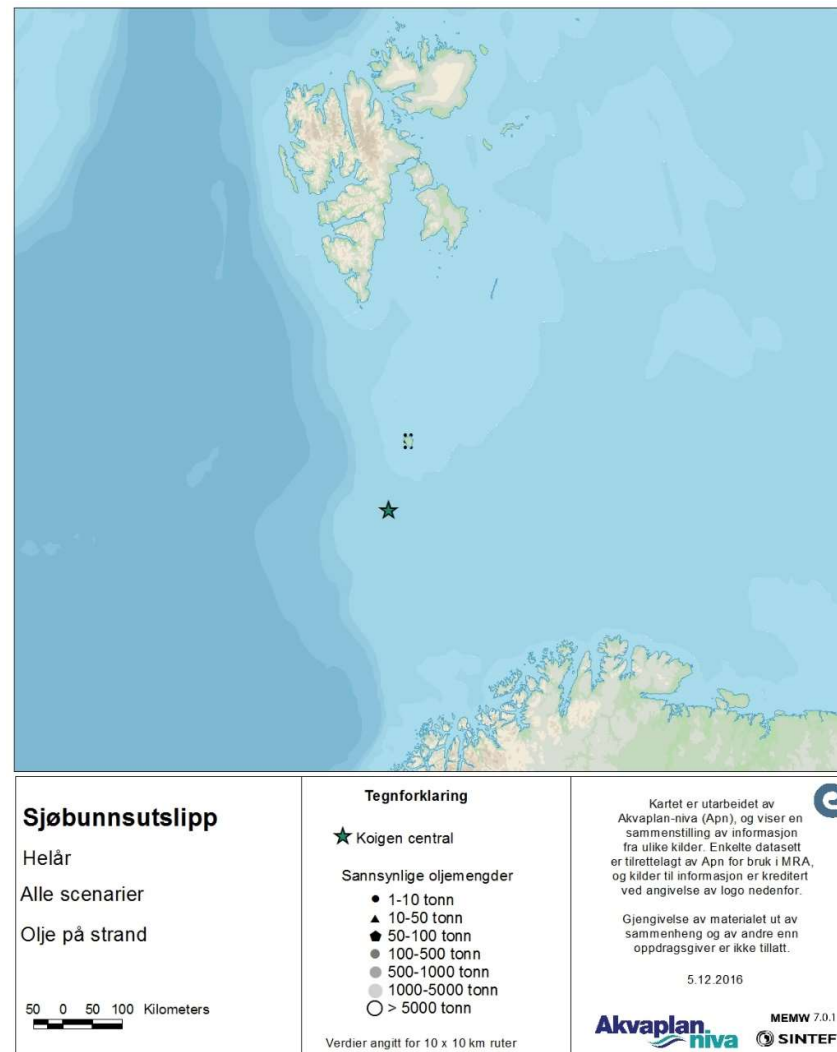 Sjøbunnsutslipp
Helår
Alle scenarier
Olje på strand
50 0 50 100 Kilometers
Tegnforklaring
Koigen central
Sannsynlige oljemengder
1-10 tonn
10-50 tonn
50-100 tonn
100-500 tonn
500-1000 tonn
1000-5000 tonn
> 5000 tonn
Verdier angitt for 10 x 10 km ruter
Kartet er utarbeidet av
Akvaplan-niva (Apn), og viser en
sammenstilling av informasjon
fra ulike kilder. Enkelte datasett
er tilrettelagt av Apn for bruk i MRA,
og kilder til informasjon er kreditert
ved angivelse av logo nedenfor.
Gjengivelse av materialet ut av
sammenheng og av andre enn
oppdragsgiver er ikke tillatt.
5.12.2016
Akvaplan niva
MEMW 7.0.1
SINTEF